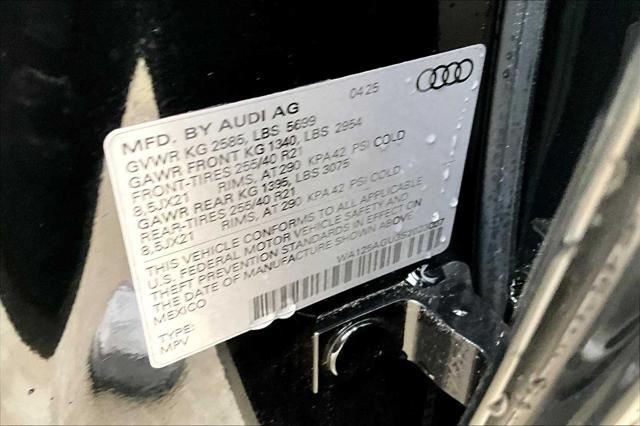 MFD. BY AUDI AG 04 25
GVWR KG 2585, LBS 5699
GAWR FRONT KG 1340, LBS 2954
FRONT-TIRES 255/40 R21
8,5JX21 RIMS, AT 290 KPA 42 PSI COLD
GAWR REAR KG 1395, LBS 3075
REAR-TIRES 255/40 R21
8,5JX21 RIMS, AT 290 KPA 42 PSI COLD
THIS VEHICLE CONFORMS TO ALL APPLICABLE
U.S. FEDERAL MOTOR VEHICLE SAFETY AND
THEFT PREVENTION STANDARDS IN EFFECT ON
THE DATE OF MANUFACTURE SHOWN ABOVE.
MEXICO
TYPE:
MPV